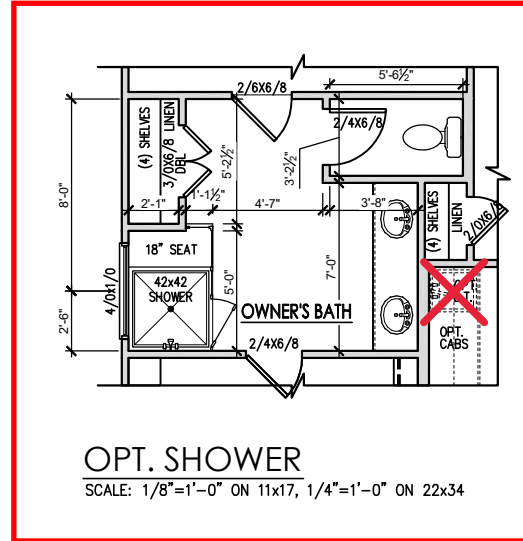 5'-6½"
2/6X6/8
2/4X6/8
(4) SHELVES
3/0X6/8 LINEN
DBL
5'-2½"
3'-2½"
8'-0"
2'-1"
1'-1½"
4'-7"
3'-8"
(4) SHELVES
LINEN
2/0X6/8
18" SEAT
5'-0"
7'-0"
4/0x1/0
42x42
SHOWER
OWNER'S BATH
2'-6"
2/4X6/8
OPT.
CABS
OPT. SHOWER
SCALE: 1/8"=1'-0" ON 11x17, 1/4"=1'-0" ON 22x34